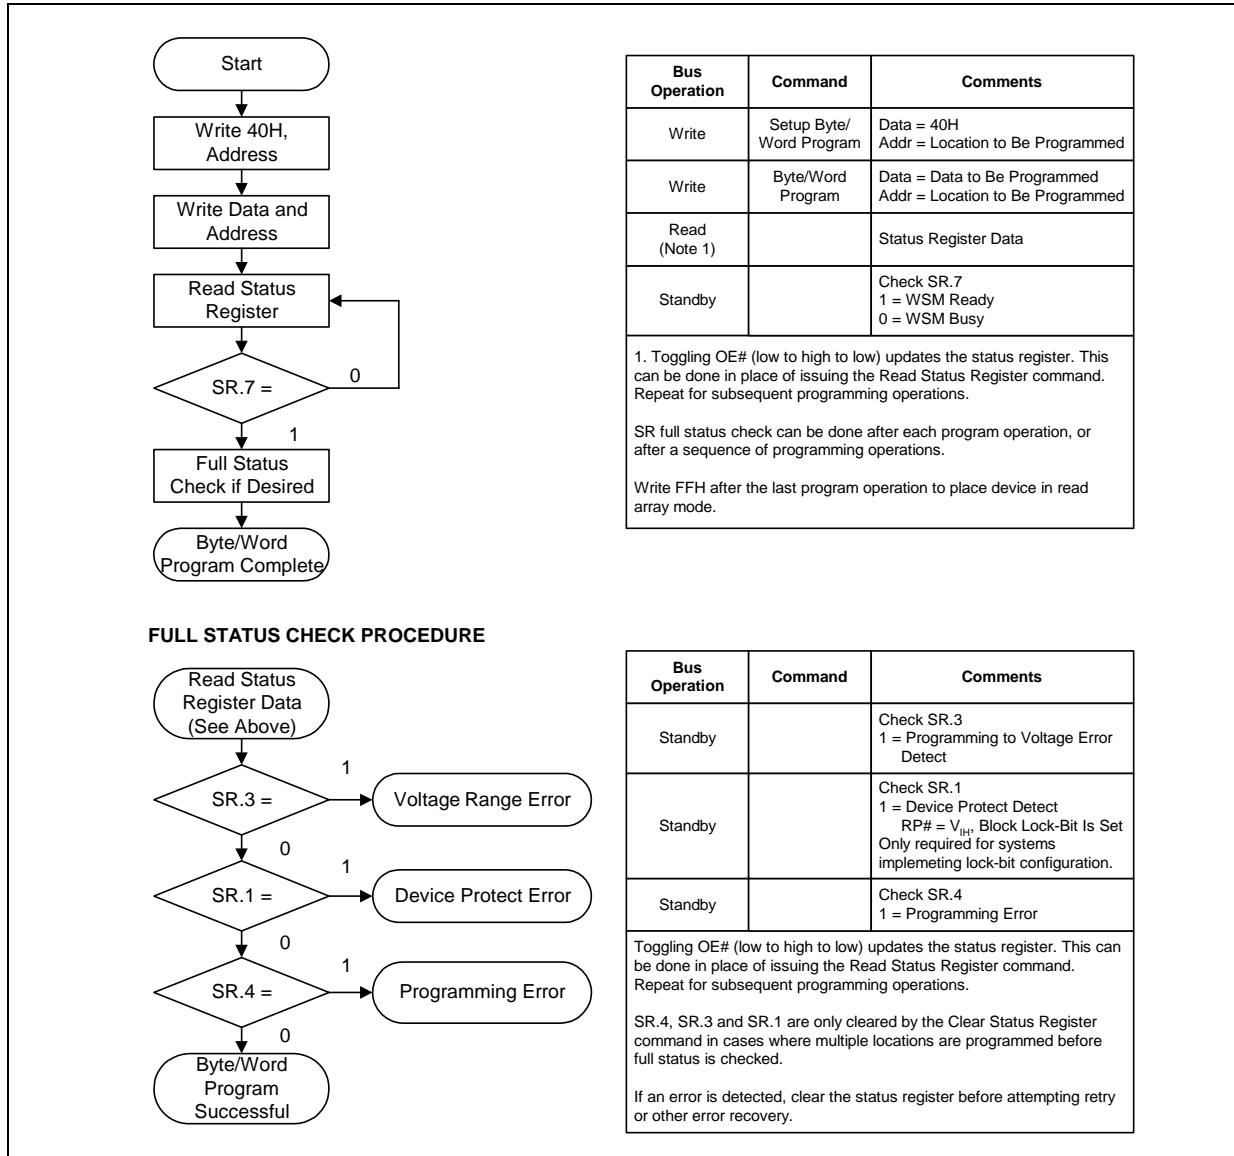 Start
Write 40H,
Address
Write Data and
Address
Read Status
Register
SR.7 =
0
1
Full Status
Check if Desired
Byte/Word
Program Complete
Bus
Operation
Command
Comments
Write
Setup Byte/
Word Program
Data = 40H
Addr = Location to Be Programmed
Write
Byte/Word
Program
Data = Data to Be Programmed
Addr = Location to Be Programmed
Read
(Note 1)
Status Register Data
Standby
Check SR.7
1 = WSM Ready
0 = WSM Busy
1. Toggling OE# (low to high to low) updates the status register. This
can be done in place of issuing the Read Status Register command.
Repeat for subsequent programming operations.
SR full status check can be done after each program operation, or
after a sequence of programming operations.
Write FFH after the last program operation to place device in read
array mode.
FULL STATUS CHECK PROCEDURE
Read Status
Register Data
(See Above)
SR.3 =
1
Voltage Range Error
0
SR.1 =
1
Device Protect Error
0
SR.4 =
1
Programming Error
0
Byte/Word
Program
Successful
Bus
Operation
Command
Comments
Standby
Check SR.3
1 = Programming to Voltage Error
Detect
Standby
Check SR.1
1 = Device Protect Detect
RP# = VIH, Block Lock-Bit Is Set
Only required for systems
implemeting lock-bit configuration.
Standby
Check SR.4
1 = Programming Error
Toggling OE# (low to high to low) updates the status register. This can
be done in place of issuing the Read Status Register command.
Repeat for subsequent programming operations.
SR.4, SR.3 and SR.1 are only cleared by the Clear Status Register
command in cases where multiple locations are programmed before
full status is checked.
If an error is detected, clear the status register before attempting retry
or other error recovery.